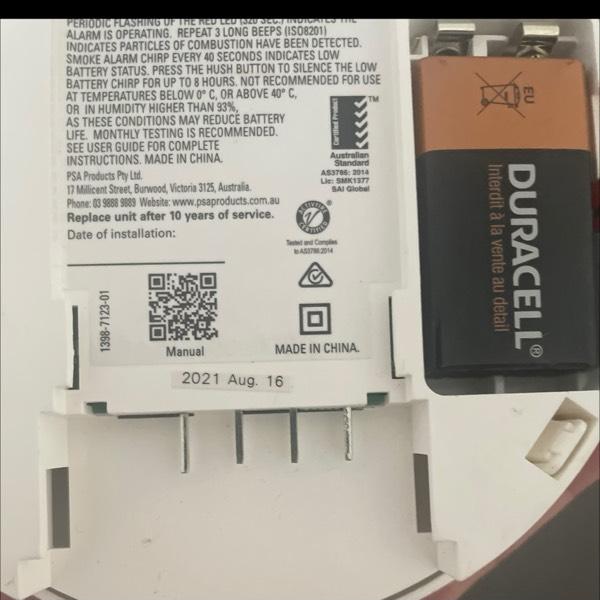 PERIODIC FLASHING OF THE RED LED (320 SEC.) INDICATES THE
ALARM IS OPERATING. REPEAT 3 LONG BEEPS (ISO8201)
INDICATES PARTICLES OF COMBUSTION HAVE BEEN DETECTED.
SMOKE ALARM CHIRP EVERY 40 SECONDS INDICATES LOW
BATTERY STATUS. PRESS THE HUSH BUTTON TO SILENCE THE LOW
BATTERY CHIRP FOR UP TO 8 HOURS. NOT RECOMMENDED FOR USE
AT TEMPERATURES BELOW 0° C, OR ABOVE 40° C,
OR IN HUMIDITY HIGHER THAN 93%,
AS THESE CONDITIONS MAY REDUCE BATTERY
LIFE. MONTHLY TESTING IS RECOMMENDED.
SEE USER GUIDE FOR COMPLETE
INSTRUCTIONS. MADE IN CHINA.
PSA Products Pty Ltd.
17 Millicent Street, Burwood, Victoria 3125, Australia.
Phone: 03 9888 9889 Website: www.psaproducts.com.au
Replace unit after 10 years of service.
Date of installation:
Certified Product
TM
Australian
Standard
AS3786: 2014
Lic: SMK1377
SAI Global
ACTIVFIRE
CERTIFIED
®
Tested and Complies
to AS3786:2014
1398-7123-01
Manual
MADE IN CHINA.
2021 Aug. 16
EU
DURACELL®
Interdit à la vente au détail